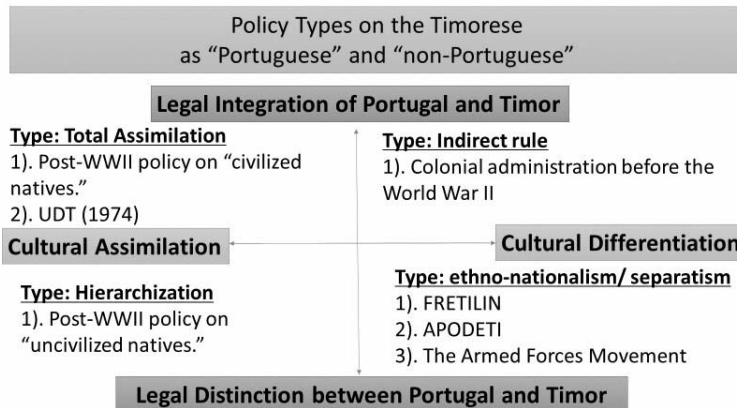 Policy Types on the Timorese
as “Portuguese” and “non-Portuguese”
Legal Integration of Portugal and Timor
Type: Total Assimilation
1). Post-WWII policy on “civilized
natives.”
2). UDT (1974)
Type: Indirect rule
1). Colonial administration before the
World War II
Cultural Assimilation
Cultural Differentiation
Type: Hierarchization
1). Post-WWII policy on
“uncivilized natives.”
Type: ethno-nationalism/ separatism
1). FRETILIN
2). APODETI
3). The Armed Forces Movement
Legal Distinction between Portugal and Timor